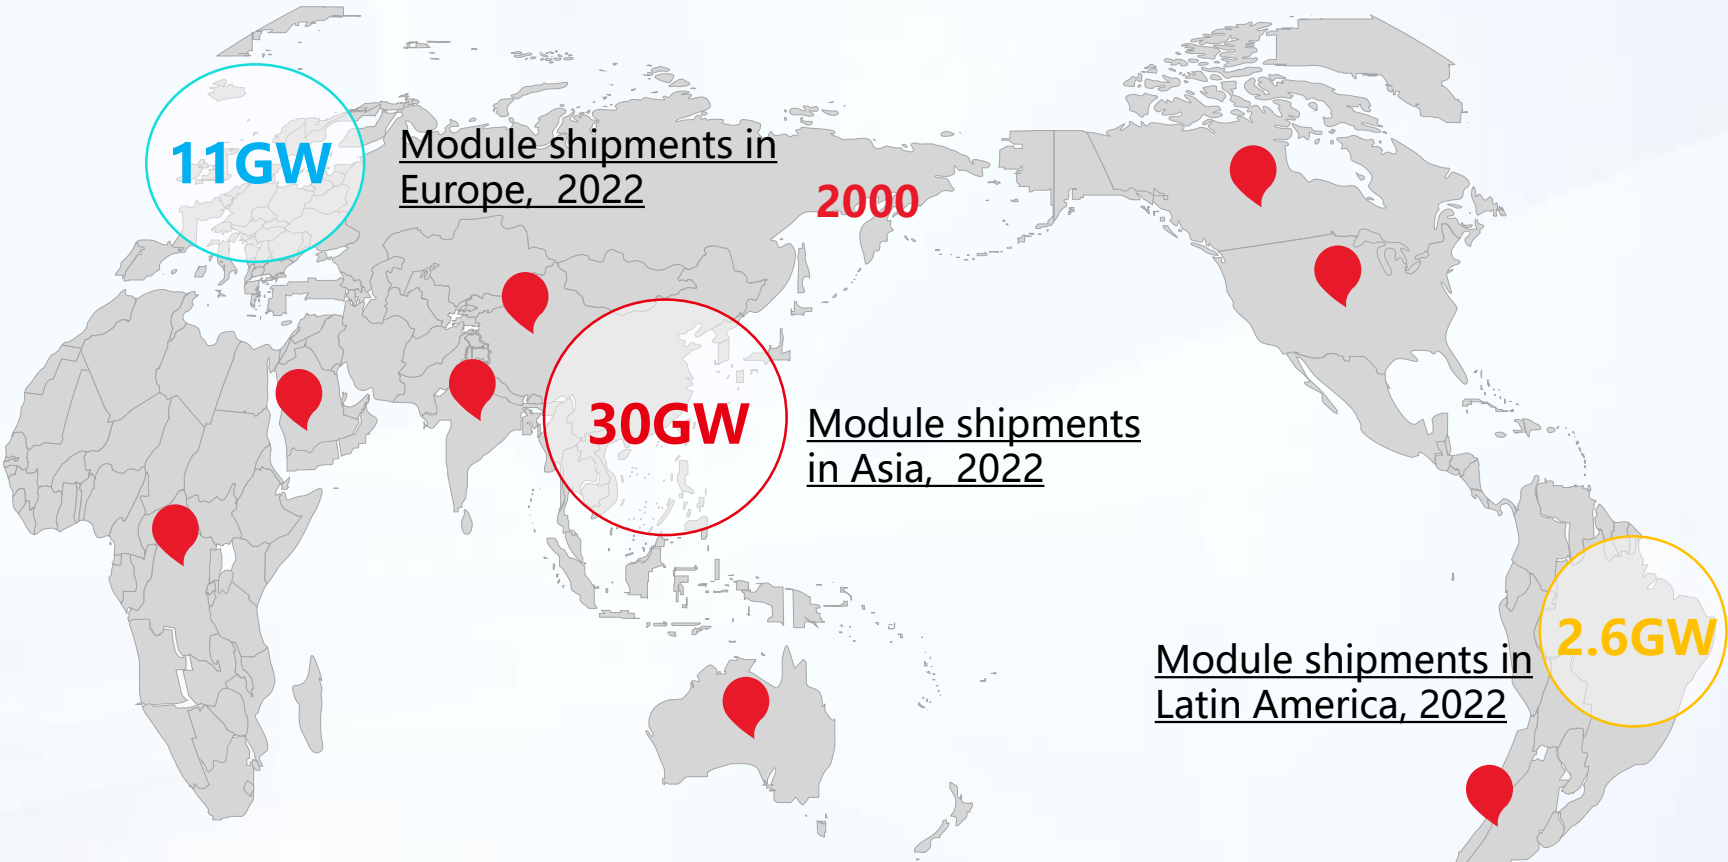 11GW
Module shipments in
Europe,  2022
2000
30GW
Module shipments
in Asia,  2022
2.6GW
Module shipments in
Latin America, 2022